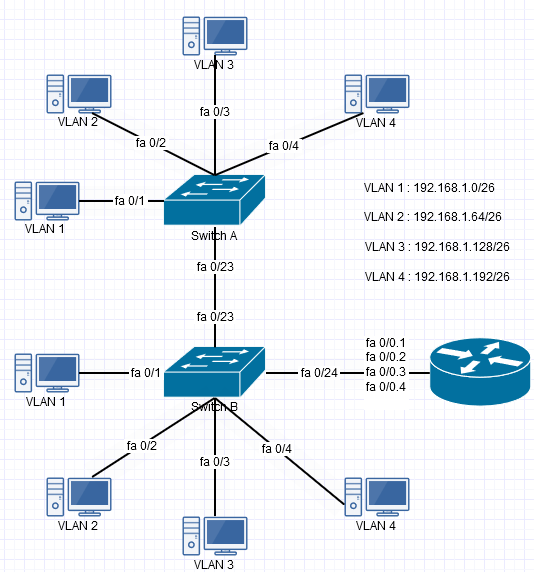 VLAN 3
VLAN 2
fa 0/3
VLAN 4
fa 0/2
fa 0/4
VLAN 1 : 192.168.1.0/26
fa 0/1
VLAN 2 : 192.168.1.64/26
VLAN 1
Switch A
VLAN 3 : 192.168.1.128/26
fa 0/23
VLAN 4 : 192.168.1.192/26
fa 0/23
fa 0/0.1
fa 0/0.2
fa 0/1
fa 0/24
fa 0/0.3
fa 0/0.4
VLAN 1
Switch B
fa 0/2
fa 0/4
fa 0/3
VLAN 2
VLAN 4
VLAN 3